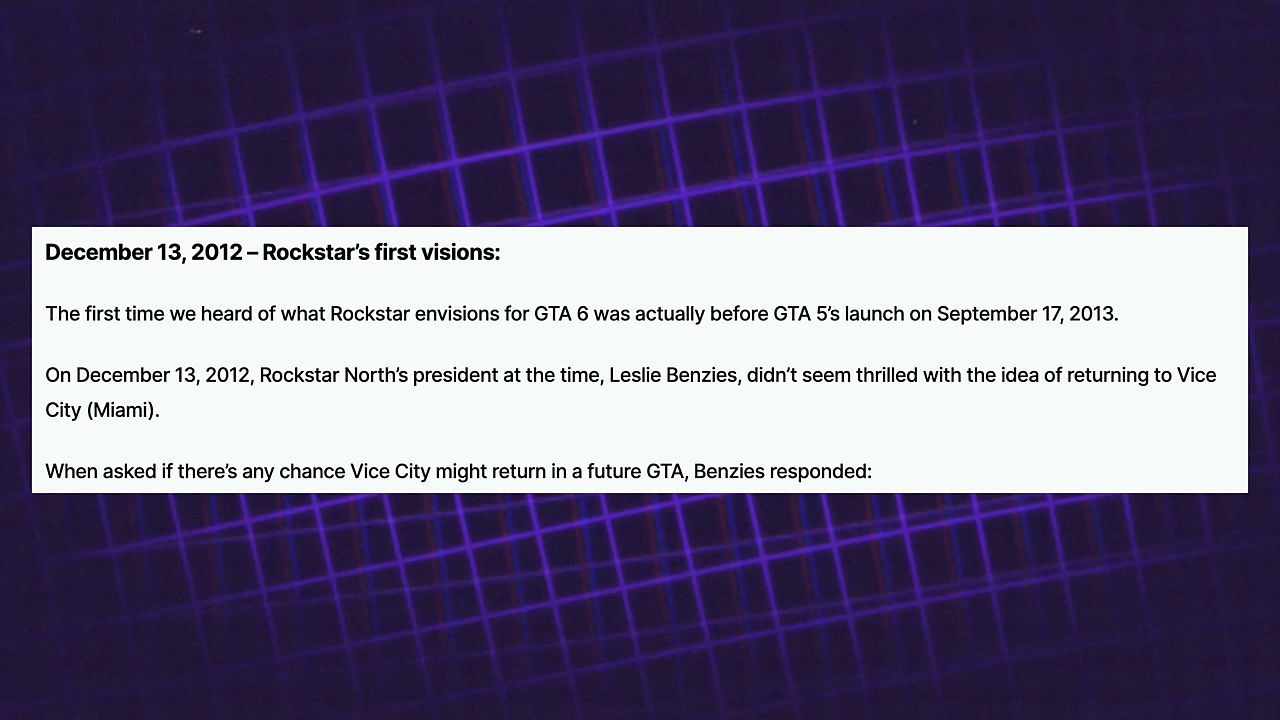 December 13, 2012 – Rockstar’s first visions:
The first time we heard of what Rockstar envisions for GTA 6 was actually before GTA 5’s launch on September 17, 2013.
On December 13, 2012, Rockstar North’s president at the time, Leslie Benzies, didn’t seem thrilled with the idea of returning to Vice
City (Miami).
When asked if there’s any chance Vice City might return in a future GTA, Benzies responded: